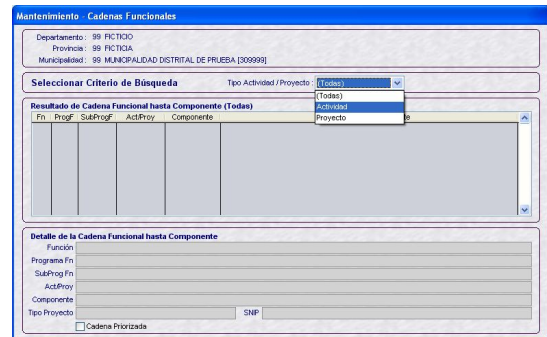 Mantenimiento - Cadenas Funcionales
Departamento: 99 FICTICIO
Provincia: 99 FICTICIA
Municipalidad: 99 MUNICIPALIDAD DISTRITAL DE PRUEBA [309999]
Seleccionar Criterio de Búsqueda Tipo Actividad / Proyecto: (Todas)
(Todas)
Actividad
Proyecto
Resultado de Cadena Funcional hasta Componente (Todas)
Fn ProgF SubProgF Act/Proy Componente
Detalle de la Cadena Funcional hasta Componente
Función
Programa Fn
SubProg Fn
Act/Proy
Componente
Tipo Proyecto SNIP
Cadena Priorizada